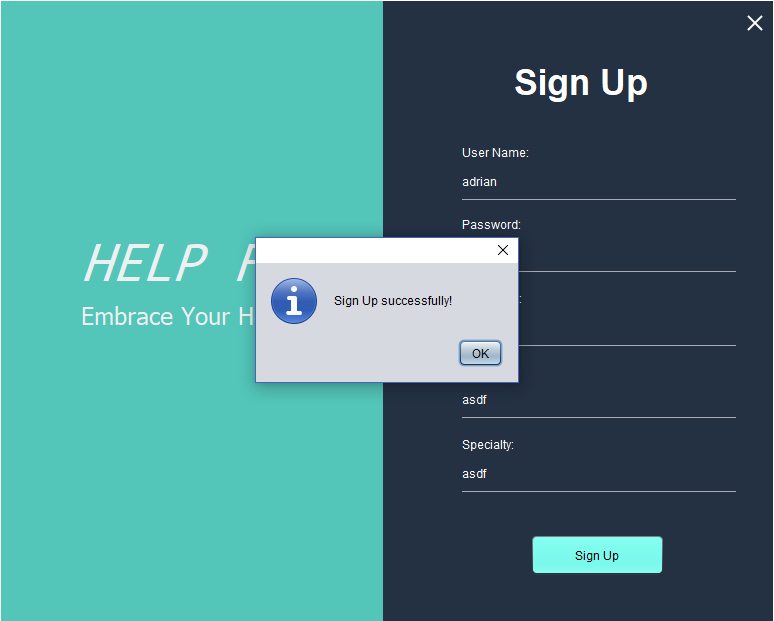 Sign Up
User Name:
adrian
Password:
HELP
Embrace Your
Sign Up successfully!
OK
asdf
Specialty:
asdf
Sign Up